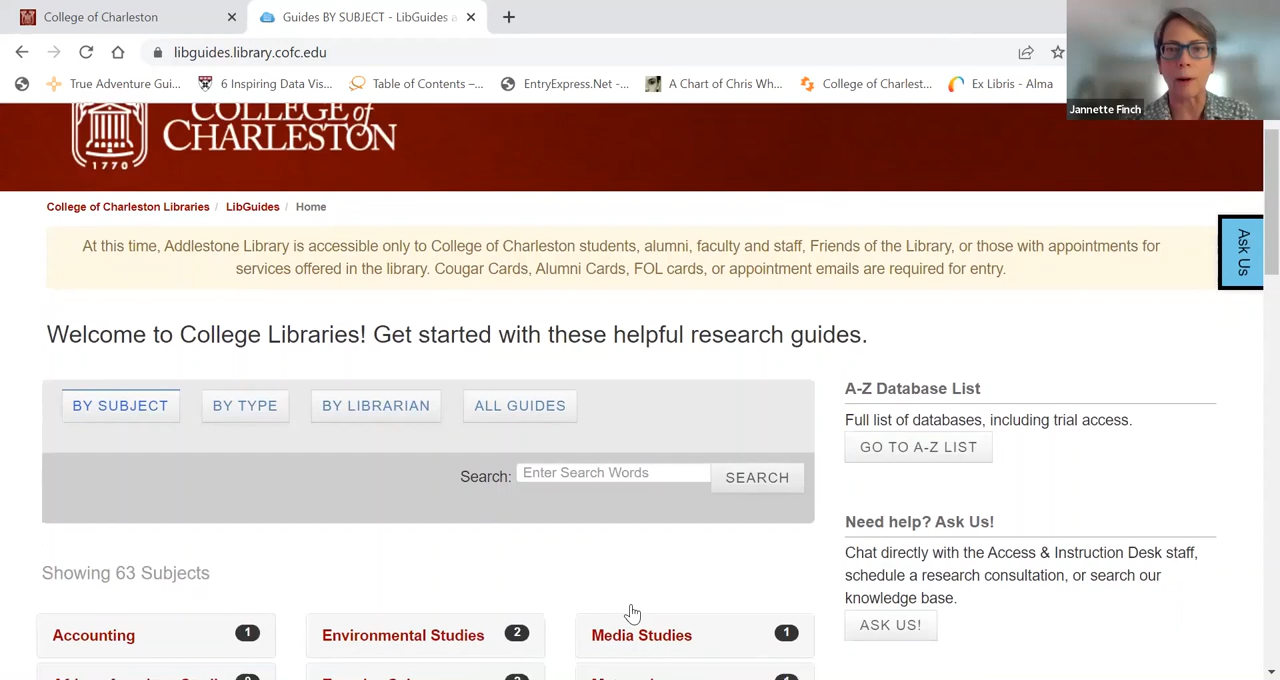 College of Charleston
Guides BY SUBJECT - LibGuides a
libguides.library.cofc.edu
True Adventure Gui...
6 Inspiring Data Vis...
Table of Contents –...
EntryExpress.Net -...
A Chart of Chris Wh...
College of Charlest...
Ex Libris - Alma
Jannette Finch
COLLEGE of
CHARLESTON
1770
College of Charleston Libraries / LibGuides / Home
At this time, Addlestone Library is accessible only to College of Charleston students, alumni, faculty and staff, Friends of the Library, or those with appointments for
services offered in the library. Cougar Cards, Alumni Cards, FOL cards, or appointment emails are required for entry.
Ask Us
Welcome to College Libraries! Get started with these helpful research guides.
BY SUBJECT
BY TYPE
BY LIBRARIAN
ALL GUIDES
Search: Enter Search Words SEARCH
A-Z Database List
Full list of databases, including trial access.
GO TO A-Z LIST
Need help? Ask Us!
Chat directly with the Access & Instruction Desk staff,
schedule a research consultation, or search our
knowledge base.
ASK US!
Showing 63 Subjects
Accounting 1
Environmental Studies 2
Media Studies 1